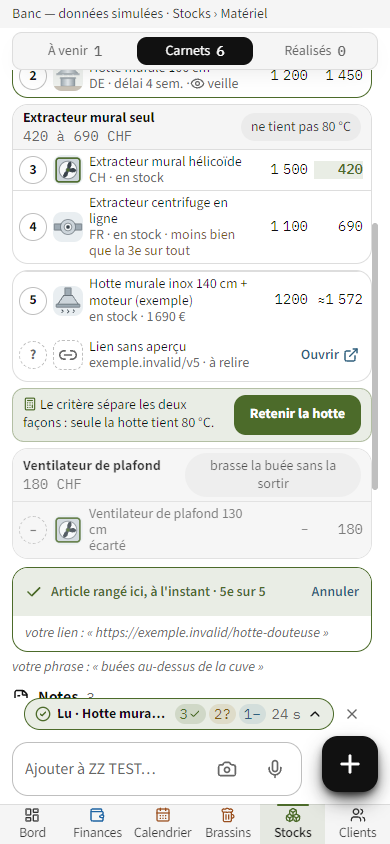 Banc — données simulées · Stocks › Matériel
À venir 1 Carnets 6 Réalisés 0
2 1 200 1 450
DE · délai 4 sem. · veille
Extracteur mural seul
420 à 690 CHF
ne tient pas 80 °C
3 Extracteur mural hélicoïde 1 500 420
CH · en stock
4 Extracteur centrifuge en
ligne 1 100 690
FR · en stock · moins bien
que la 3e sur tout
Hotte murale inox 140 cm +
5 moteur (exemple) 1200 ≈1 572
en stock · 1 690 €
? Lien sans aperçu Ouvrir
exemple.invalid/v5 · à relire
Le critère sépare les deux
façons : seule la hotte tient 80 °C.
Retenir la hotte
Ventilateur de plafond
180 CHF
brasse la buée sans la
sortir
– Ventilateur de plafond 130 – 180
cm
écarté
Article rangé ici, à l'instant · 5e sur 5 Annuler
votre lien : « https://exemple.invalid/hotte-douteuse »
votre phrase : « buées au-dessus de la cuve »
Notes 3
Lu · Hotte mura… 3✓ 2? 1– 24 s
Ajouter à ZZ TEST…
Bord Finances Calendrier Brassins Stocks Clients